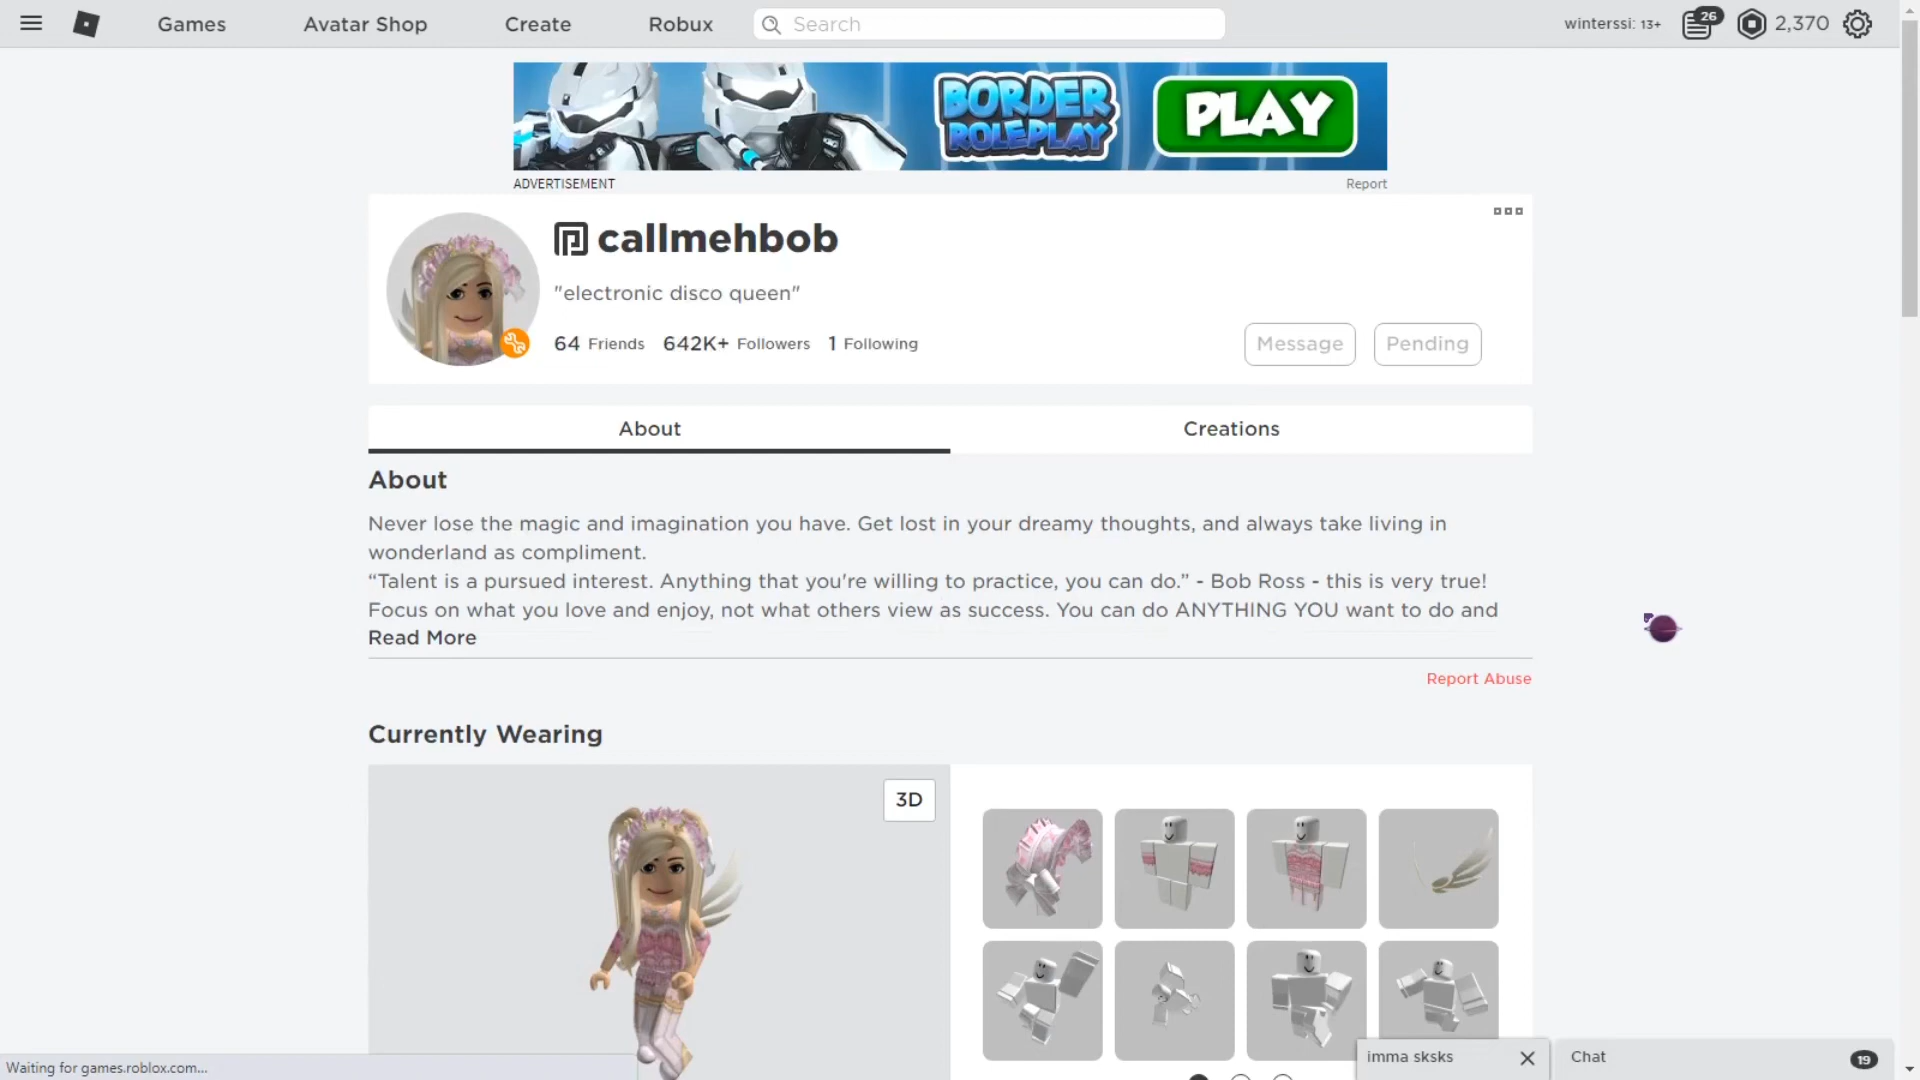 Games
Avatar Shop
Create
Robux
Search
winterssi: 13+
26
2,370
BORDER
ROLEPLAY
PLAY
ADVERTISEMENT
Report
callmehbob
"electronic disco queen"
64 Friends 642K+ Followers 1 Following
Message
Pending
About
Creations
About
Never lose the magic and imagination you have. Get lost in your dreamy thoughts, and always take living in
wonderland as compliment.
“Talent is a pursued interest. Anything that you're willing to practice, you can do.” - Bob Ross - this is very true!
Focus on what you love and enjoy, not what others view as success. You can do ANYTHING YOU want to do and
Read More
Report Abuse
Currently Wearing
3D
imma sksks
Chat
19
Waiting for games.roblox.com...